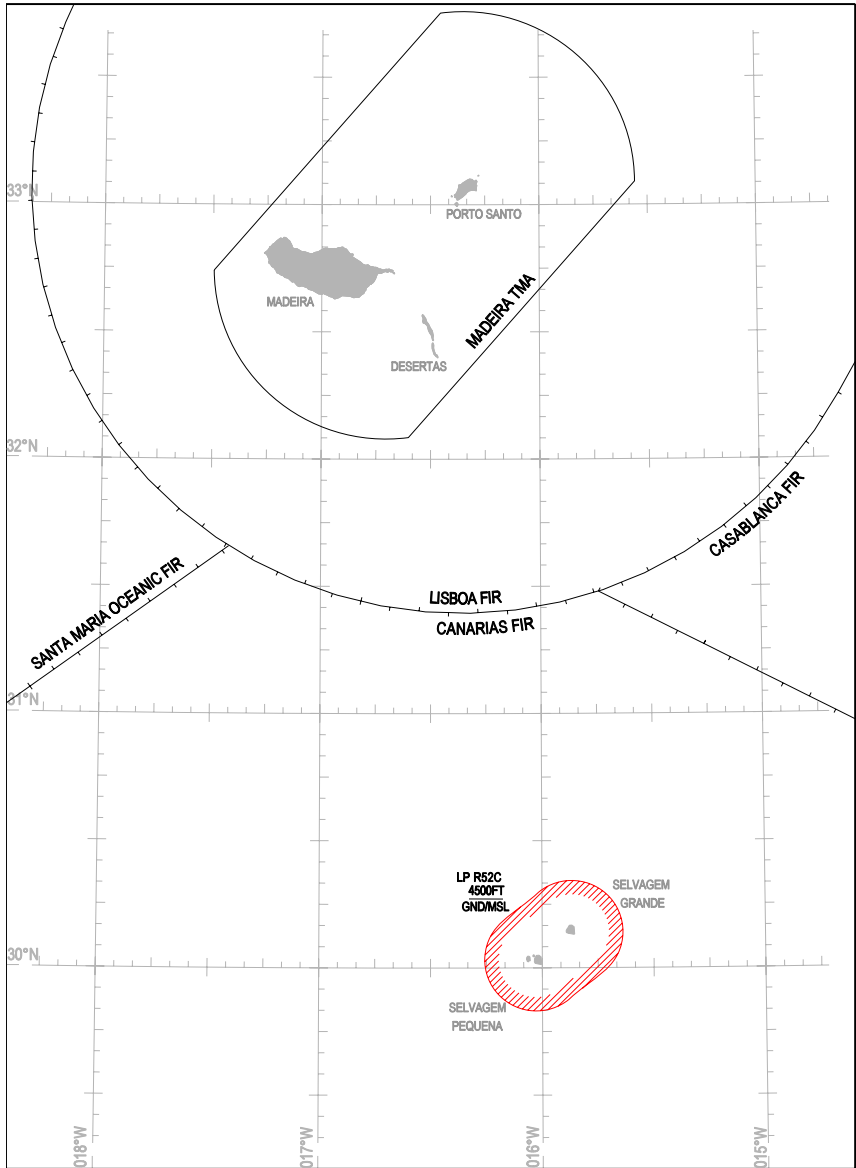 33°N
PORTO SANTO
MADEIRA
MADEIRA TMA
DESERTAS
32°N
CASABLANCA FIR
SANTA MARIA OCEANIC FIR
LISBOA FIR
CANARIAS FIR
31°N
LP R52C
4500FT
GND/MSL
SELVAGEM
GRANDE
30°N
SELVAGEM
PEQUENA
018°W
017°W
016°W
015°W